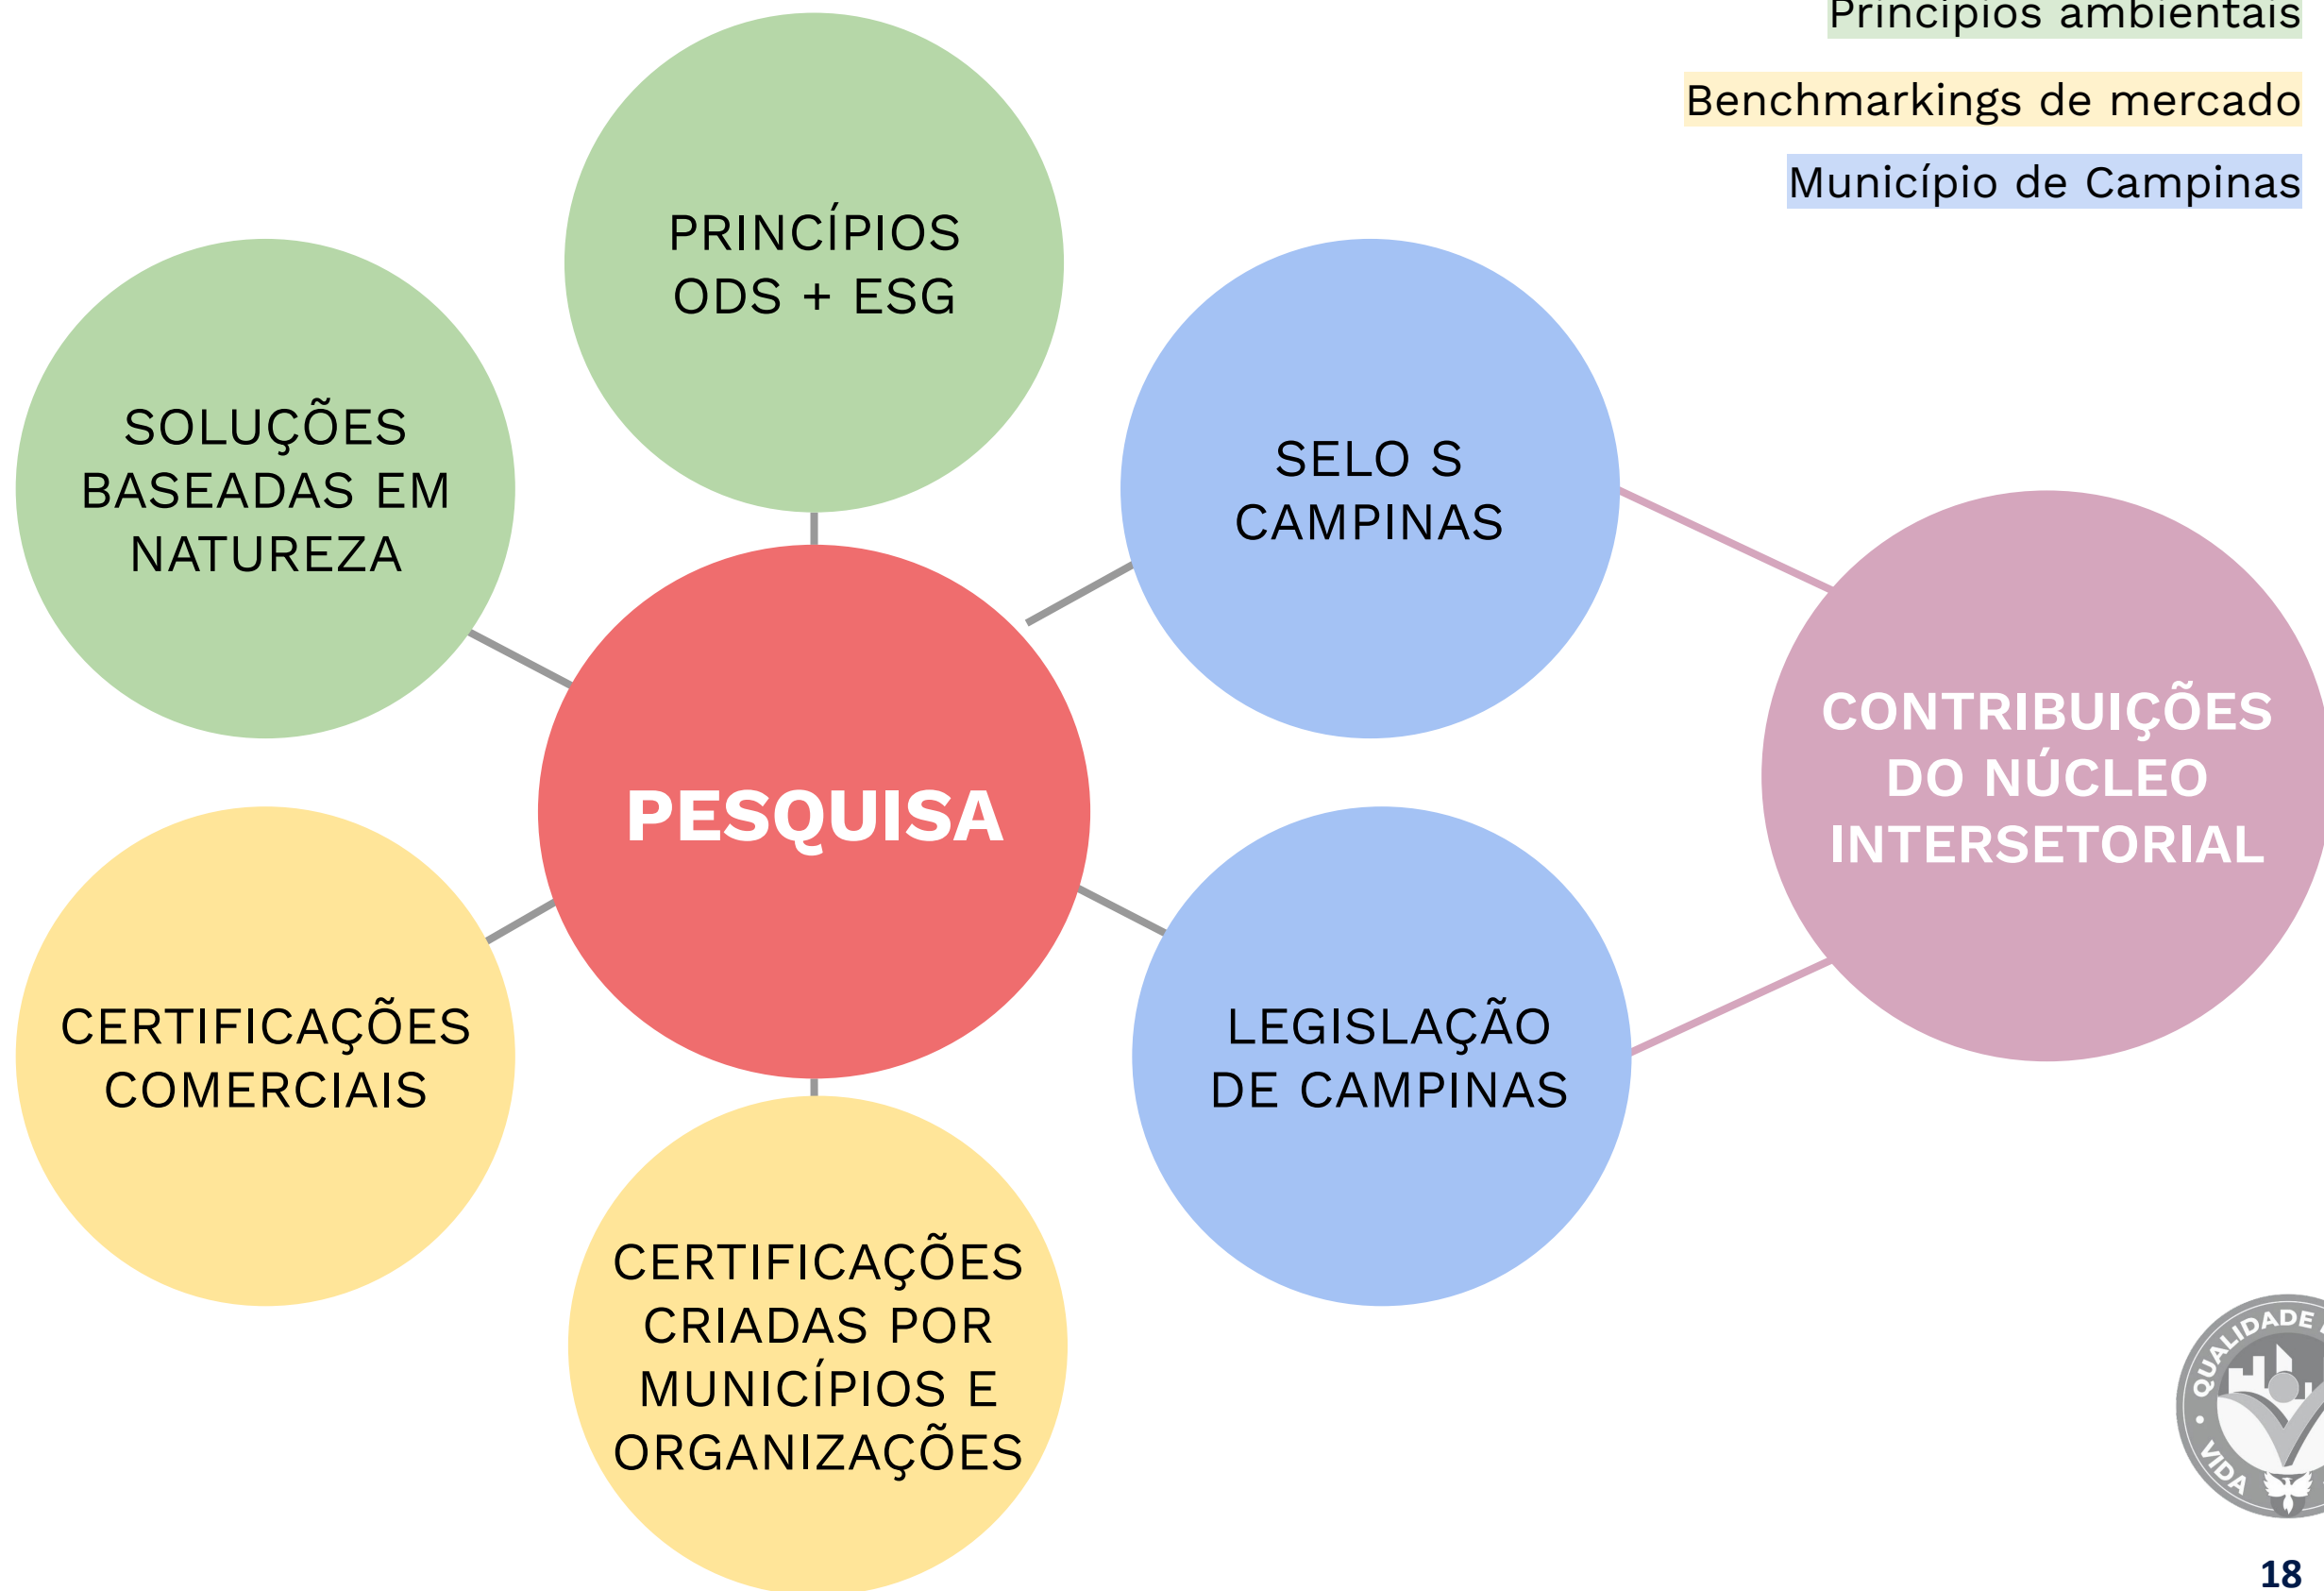 Princípios ambientais
Benchmarkings de mercado
Município de Campinas
PRINCÍPIOS
ODS + ESG
SOLUÇÕES
BASEADAS EM
NATUREZA
SELO S
CAMPINAS
PESQUISA
CONTRIBUIÇÕES
DO NÚCLEO
INTERSETORIAL
CERTIFICAÇÕES
COMERCIAIS
LEGISLAÇÃO
DE CAMPINAS
CERTIFICAÇÕES
CRIADAS POR
MUNICÍPIOS E
ORGANIZAÇÕES
QUALIDADE
VIDA
18